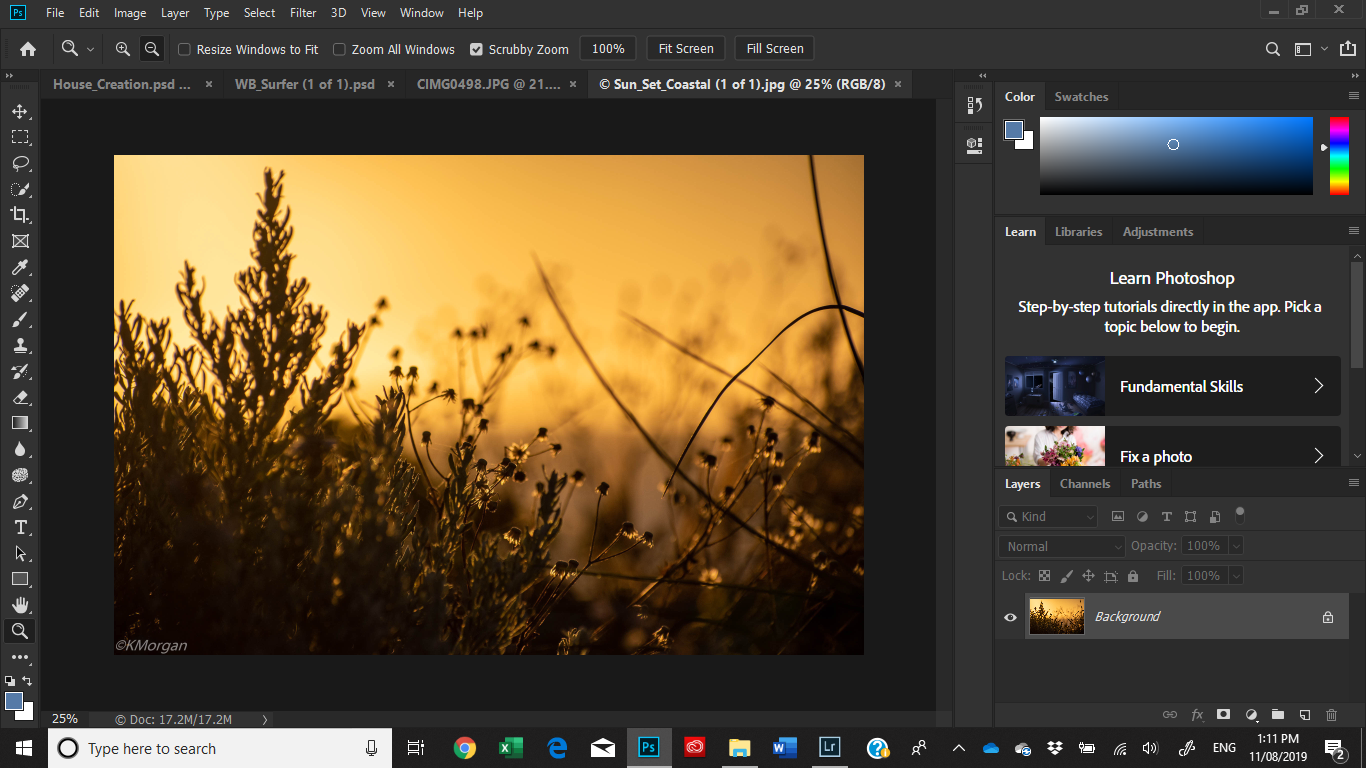 Ps File Edit Image Layer Type Select Filter 3D View Window Help
Resize Windows to Fit Zoom All Windows Scrubby Zoom 100% Fit Screen Fill Screen
House_Creation.psd ... × WB_Surfer (1 of 1).psd × CIMG0498.JPG @ 21.... × © Sun_Set_Coastal (1 of 1).jpg @ 25% (RGB/8) ×
Color Swatches
Learn Libraries Adjustments
Learn Photoshop
Step-by-step tutorials directly in the app. Pick a
topic below to begin.
Fundamental Skills
Fix a photo
Layers Channels Paths
Kind
Normal Opacity: 100%
Lock: Fill: 100%
Background
©KMorgan
25% © Doc: 17.2M/17.2M
fx
Type here to search
Ps
W
Lr
ENG
1:11 PM
11/08/2019
2